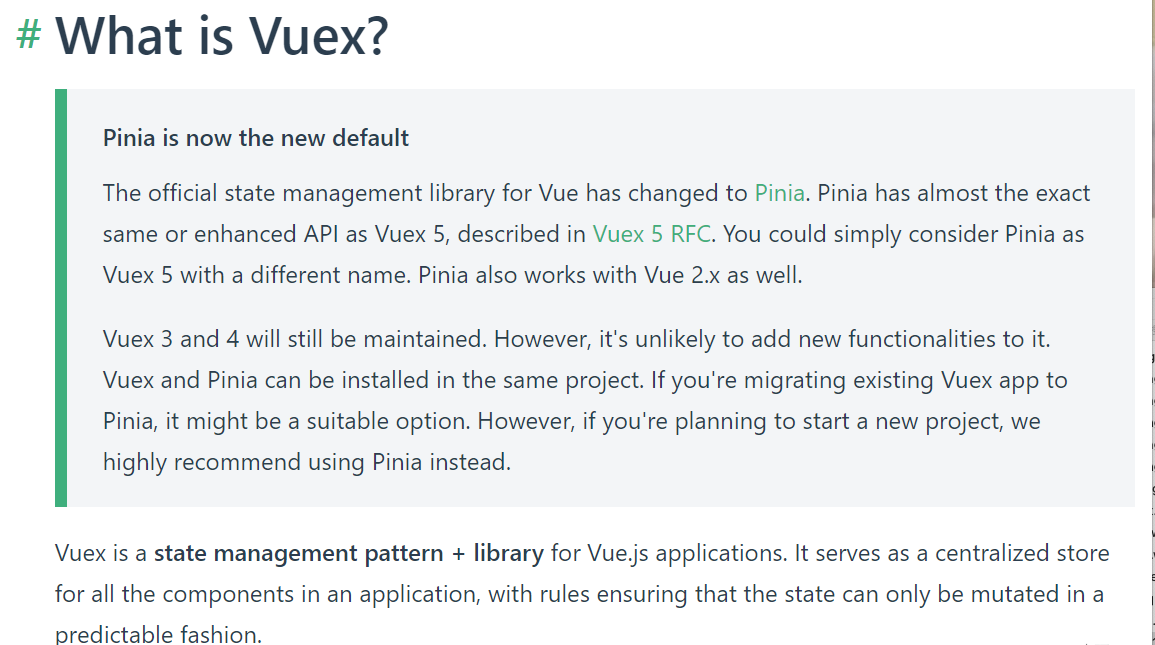 # What is Vuex?
Pinia is now the new default
The official state management library for Vue has changed to Pinia. Pinia has almost the exact
same or enhanced API as Vuex 5, described in Vuex 5 RFC. You could simply consider Pinia as
Vuex 5 with a different name. Pinia also works with Vue 2.x as well.
Vuex 3 and 4 will still be maintained. However, it's unlikely to add new functionalities to it.
Vuex and Pinia can be installed in the same project. If you're migrating existing Vuex app to
Pinia, it might be a suitable option. However, if you're planning to start a new project, we
highly recommend using Pinia instead.
Vuex is a state management pattern + library for Vue.js applications. It serves as a centralized store
for all the components in an application, with rules ensuring that the state can only be mutated in a
predictable fashion.